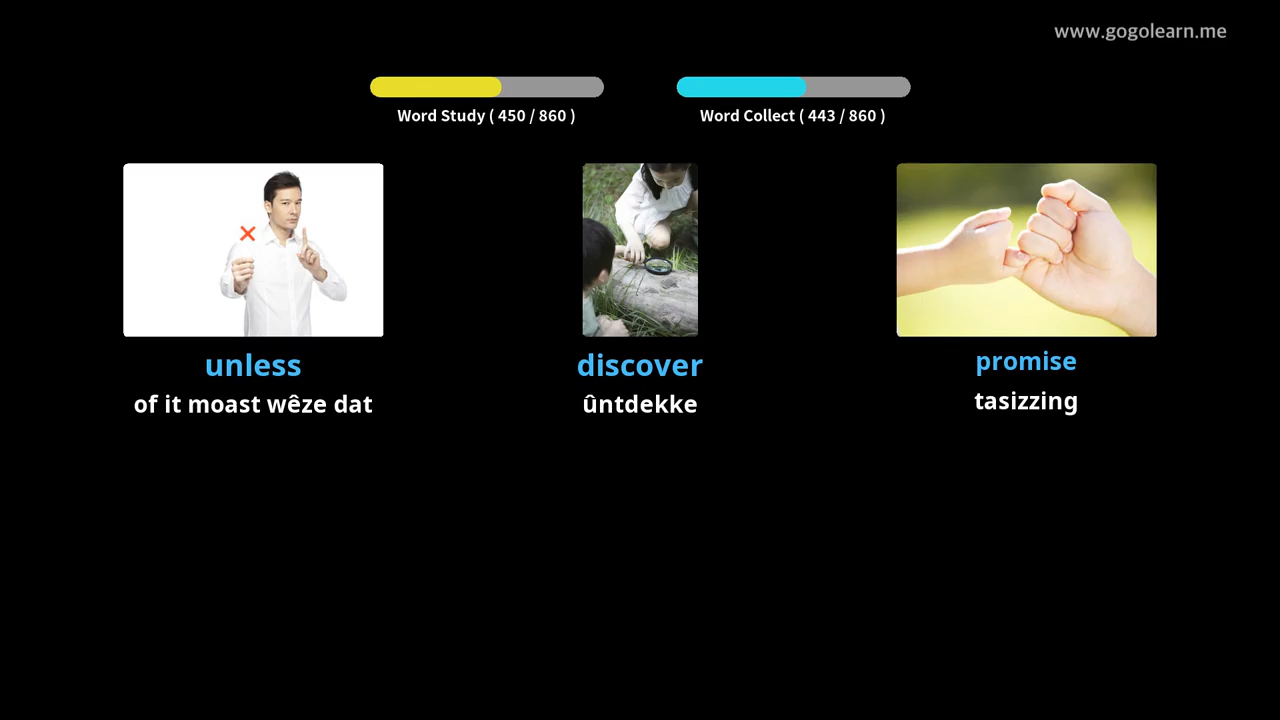 www.gogolearn.me
Word Study ( 450 / 860 )
Word Collect ( 443 / 860 )
unless
of it moast wêze dat
discover
ûntdekke
promise
tasizzing